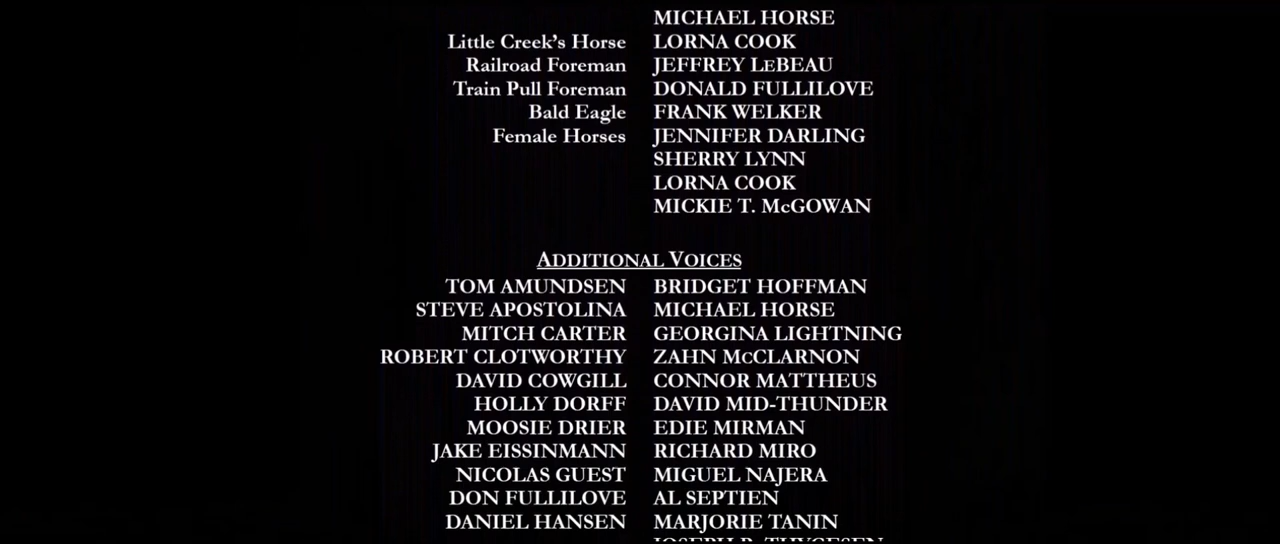 MICHAEL HORSE
Little Creek's Horse LORNA COOK
Railroad Foreman JEFFREY LEBEAU
Train Pull Foreman DONALD FULLILOVE
Bald Eagle FRANK WELKER
Female Horses JENNIFER DARLING
SHERRY LYNN
LORNA COOK
MICKIE T. McGOWAN
ADDITIONAL VOICES
TOM AMUNDSEN BRIDGET HOFFMAN
STEVE APOSTOLINA MICHAEL HORSE
MITCH CARTER GEORGINA LIGHTNING
ROBERT CLOTWORTHY ZAHN McCLARNON
DAVID COWGILL CONNOR MATTHEUS
HOLLY DORFF DAVID MID-THUNDER
MOOSIE DRIER EDIE MIRMAN
JAKE EISSINMANN RICHARD MIRO
NICOLAS GUEST MIGUEL NAJERA
DON FULLILOVE AL SEPTIEN
DANIEL HANSEN MARJORIE TANIN